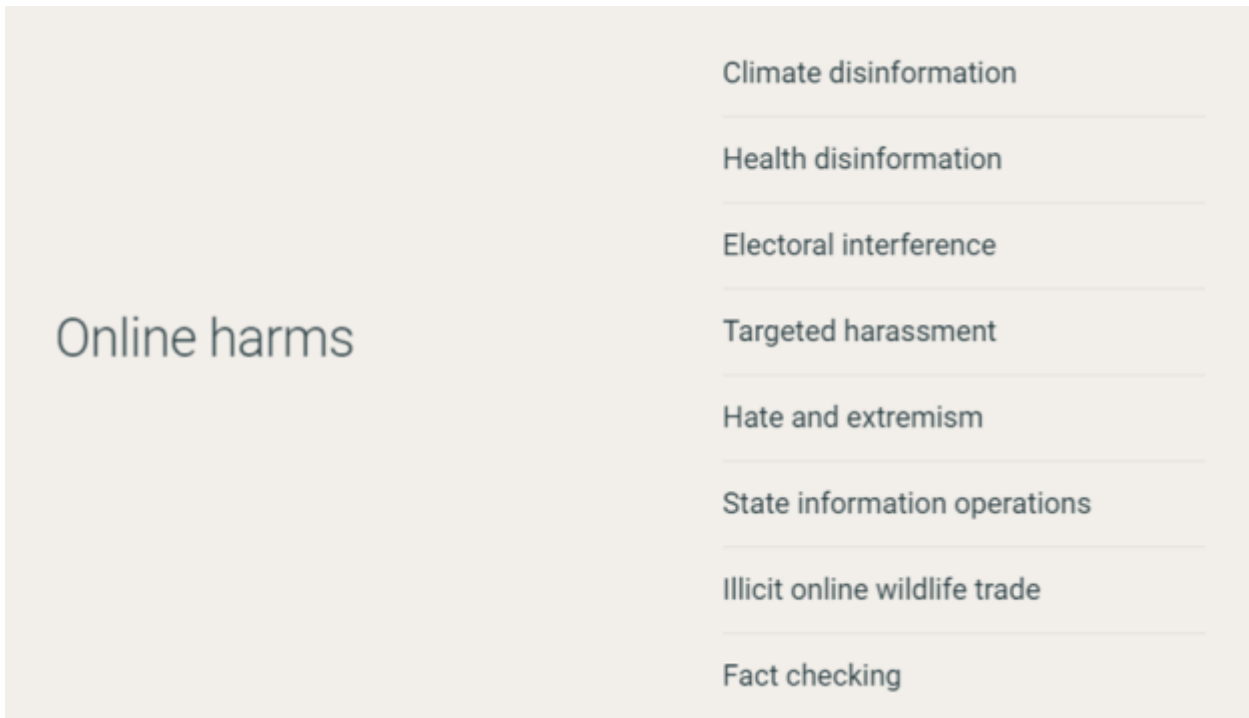 Online harms
Climate disinformation
Health disinformation
Electoral interference
Targeted harassment
Hate and extremism
State information operations
Illicit online wildlife trade
Fact checking